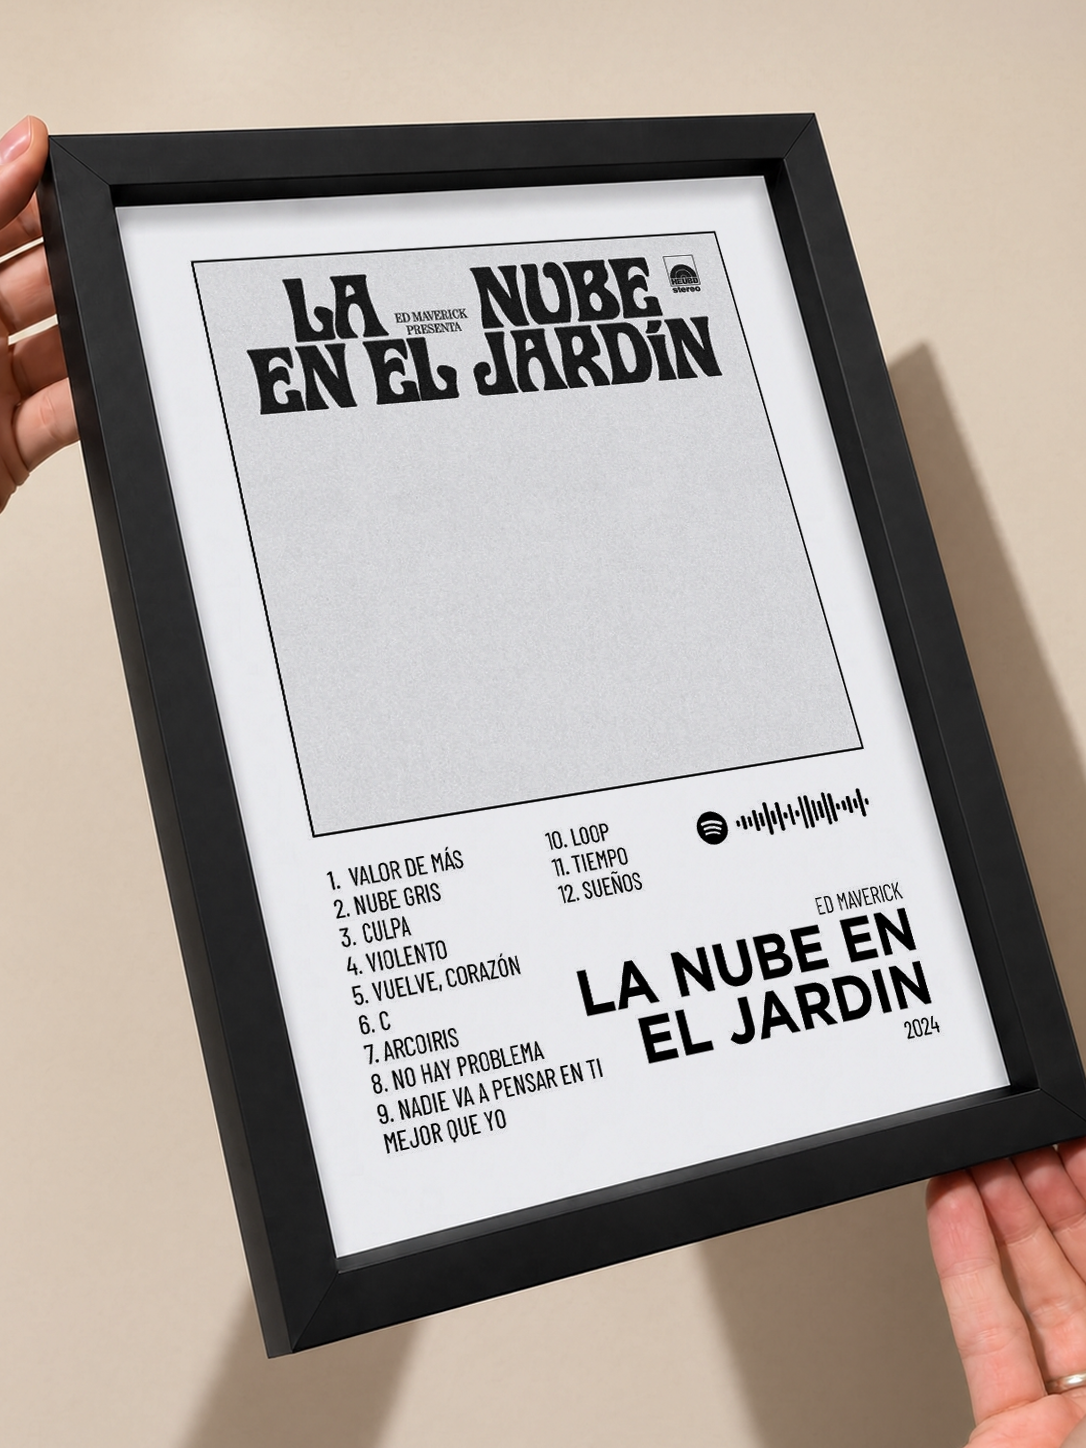 LA NUBE
ED MAVERICK
PRESENTA
EN EL JARDíN
stereo
1. VALOR DE MÁS
2. NUBE GRIS
3. CULPA
4. VIOLENTO
5. VUELVE, CORAZÓN
6. C
7. ARCOIRIS
8. NO HAY PROBLEMA
9. NADIE VA A PENSAR EN TI
MEJOR QUE YO
10. LOOP
11. TIEMPO
12. SUEÑOS
ED MAVERICK
LA NUBE EN
EL JARDIN
2024